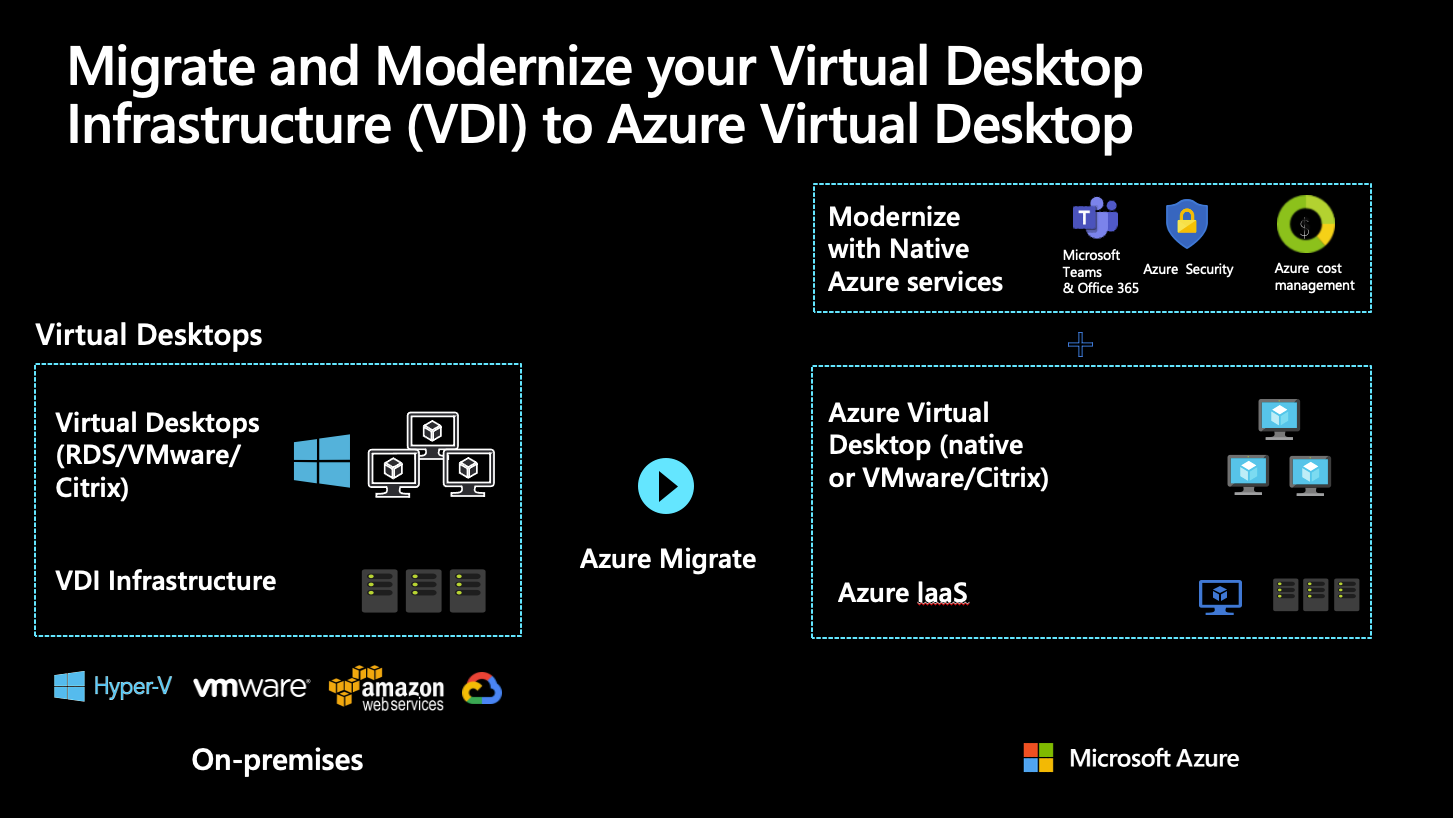 Migrate and Modernize your Virtual Desktop
Infrastructure (VDI) to Azure Virtual Desktop
Modernize
with Native
Azure services
T
Microsoft
Teams
& Office 365
Azure Security
$
Azure cost
management
Virtual Desktops
Virtual Desktops
(RDS/VMware/
Citrix)
VDI Infrastructure
Azure Migrate
Azure Virtual
Desktop (native
or VMware/Citrix)
Azure IaaS
Hyper-V
vmware®
amazon
web services
On-premises
Microsoft Azure